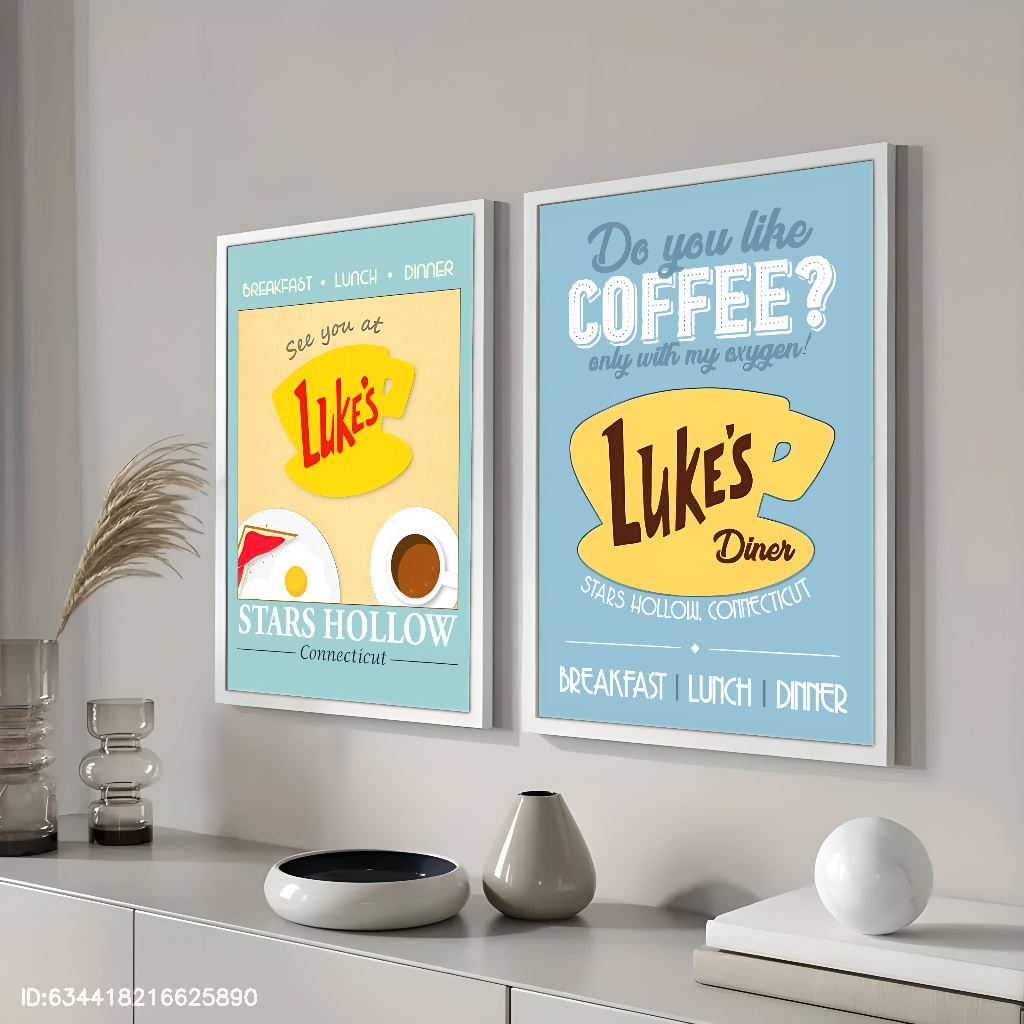 BREAKFAST • LUNCH • DINNER
See you at
LUKE'S
STARS HOLLOW
Connecticut
Do you like
COFFEE?
only with my oxygen!
LUKE'S
Diner
STARS HOLLOW, CONNECTICUT
BREAKFAST | LUNCH | DINNER
ID:634418216625890